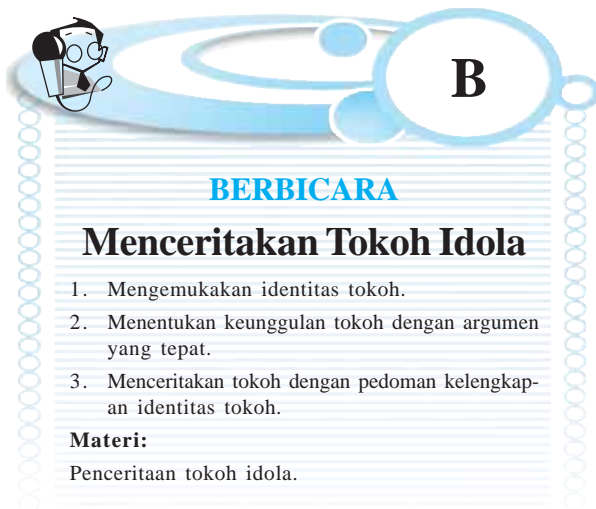 B
BERBICARA
Menceritakan Tokoh Idola
1. Mengemukakan identitas tokoh.
2. Menentukan keunggulan tokoh dengan argumen
yang tepat.
3. Menceritakan tokoh dengan pedoman kelengkap-
an identitas tokoh.
Materi:
Penceritaan tokoh idola.